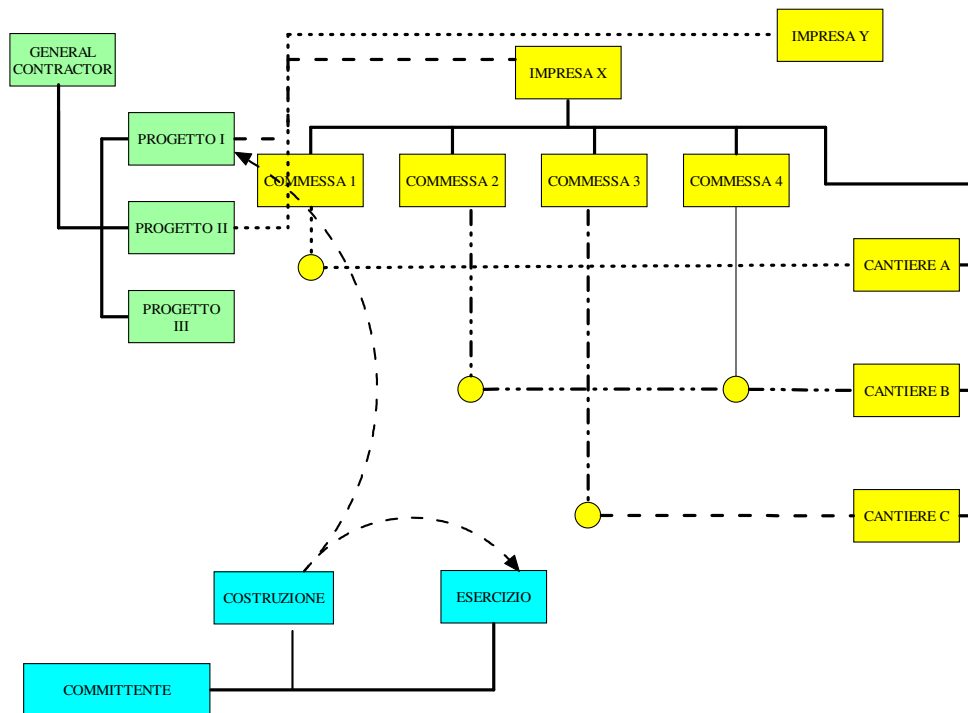 IMPRESA Y
GENERAL
CONTRACTOR
IMPRESA X
PROGETTO I
COMMESSA 1
COMMESSA 2
COMMESSA 3
COMMESSA 4
PROGETTO II
CANTIERE A
PROGETTO
III
CANTIERE B
CANTIERE C
COSTRUZIONE
ESERCIZIO
COMMITTENTE